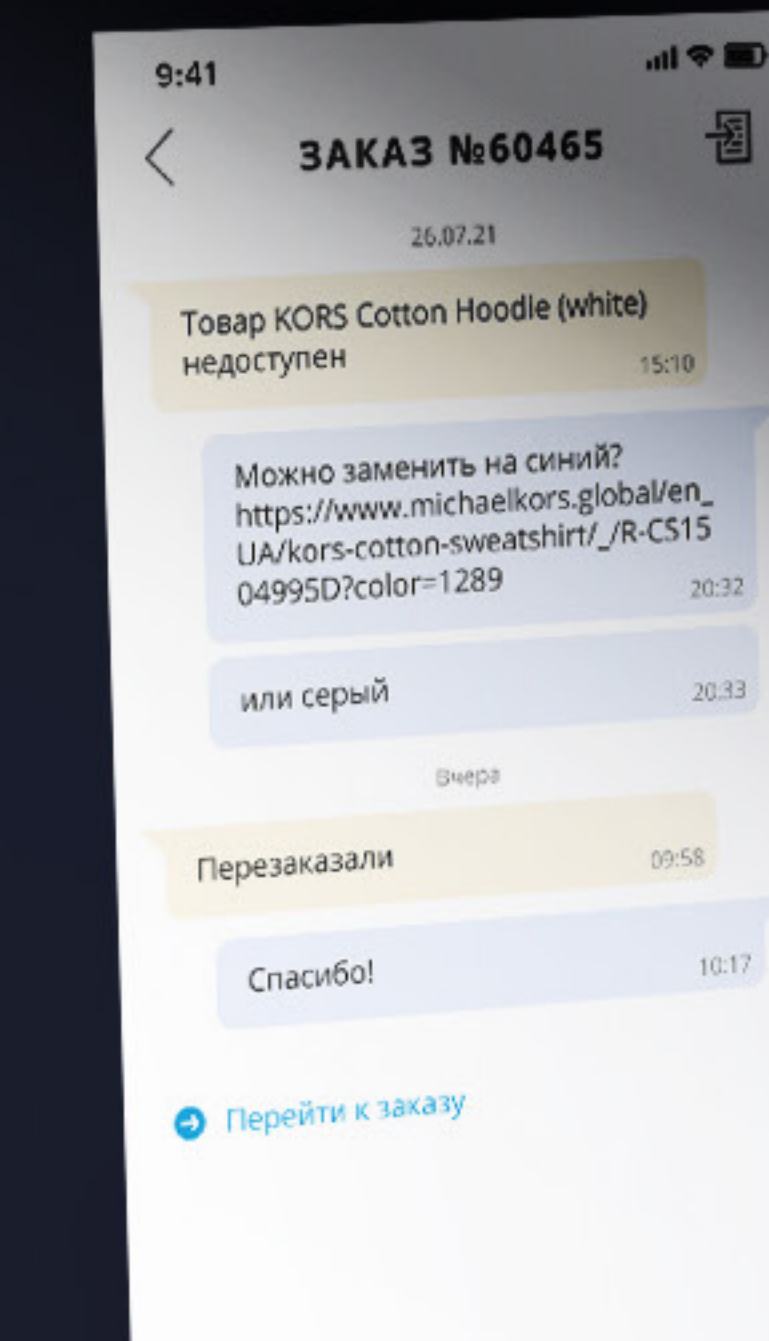 9:41
ЗАКАЗ №60465
26.07.21
Товар KORS Cotton Hoodie (white)
недоступен
15:10
Можно заменить на синий?
https://www.michaelkors.global/en_
UA/kors-cotton-sweatshirt/_/R-CS15
04995D?color=1289
20:32
или серый
20:33
Вчера
Перезаказали
09:58
Спасибо!
10:17
Перейти к заказу